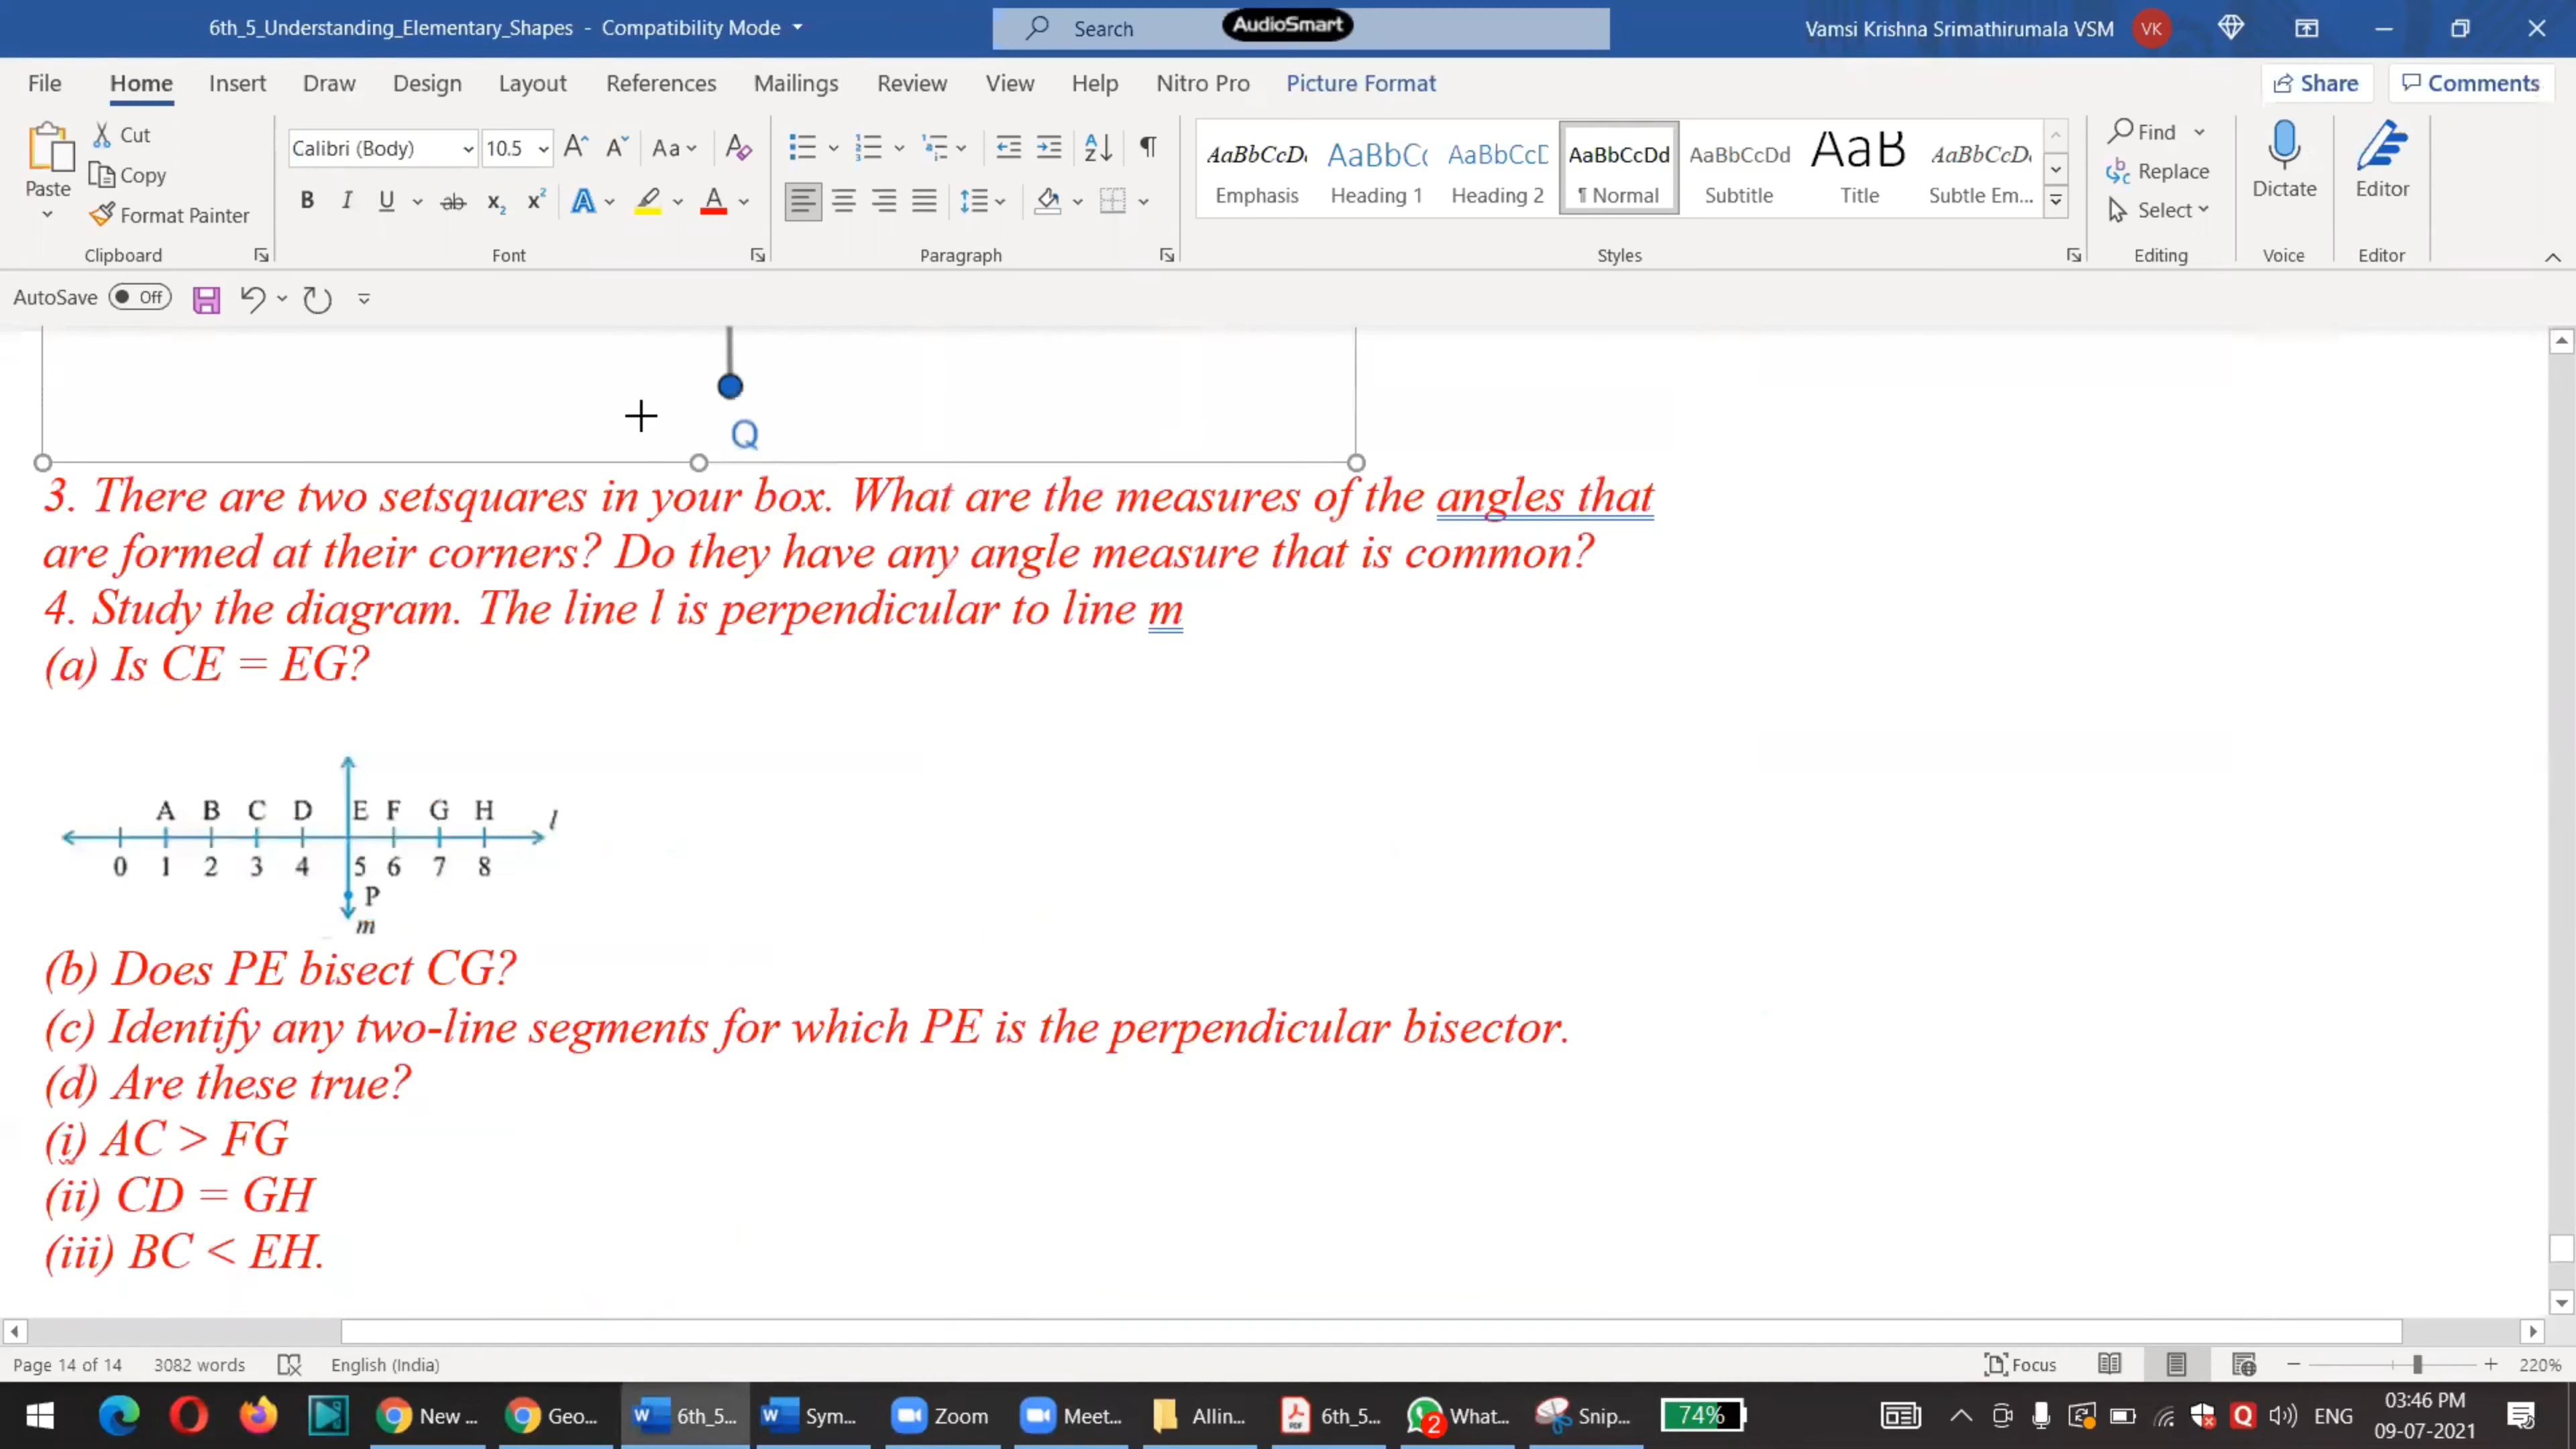 6th_5_Understanding_Elementary_Shapes - Compatibility Mode
Search
AudioSmart
Vamsi Krishna Srimathirumala VSM VK
File Home Insert Draw Design Layout References Mailings Review View Help Nitro Pro Picture Format
Share Comments
Paste
Cut
Copy
Format Painter
Clipboard
Calibri (Body) 10.5
Font
Paragraph
AaBbCcDc AaBbCc AaBbCcD AaBbCcDd AaBbCcDd AaB AaBbCcDc
Emphasis Heading 1 Heading 2 ¶ Normal Subtitle Title Subtle Em...
Styles
Find
Replace
Select
Editing
Dictate
Voice
Editor
Editor
AutoSave Off
Q
3. There are two setsquares in your box. What are the measures of the angles that
are formed at their corners? Do they have any angle measure that is common?
4. Study the diagram. The line l is perpendicular to line m
(a) Is CE = EG?
A B C D E F G H l
0 1 2 3 4 5 6 7 8
P
m
(b) Does PE bisect CG?
(c) Identify any two-line segments for which PE is the perpendicular bisector.
(d) Are these true?
(i) AC > FG
(ii) CD = GH
(iii) BC < EH.
Page 14 of 14 3082 words English (India)
Focus 220%
New ... Geo... 6th_5... Sym... Zoom Meet... Allin... 6th_5... What... Snip... 74%
2
ENG
03:46 PM
09-07-2021